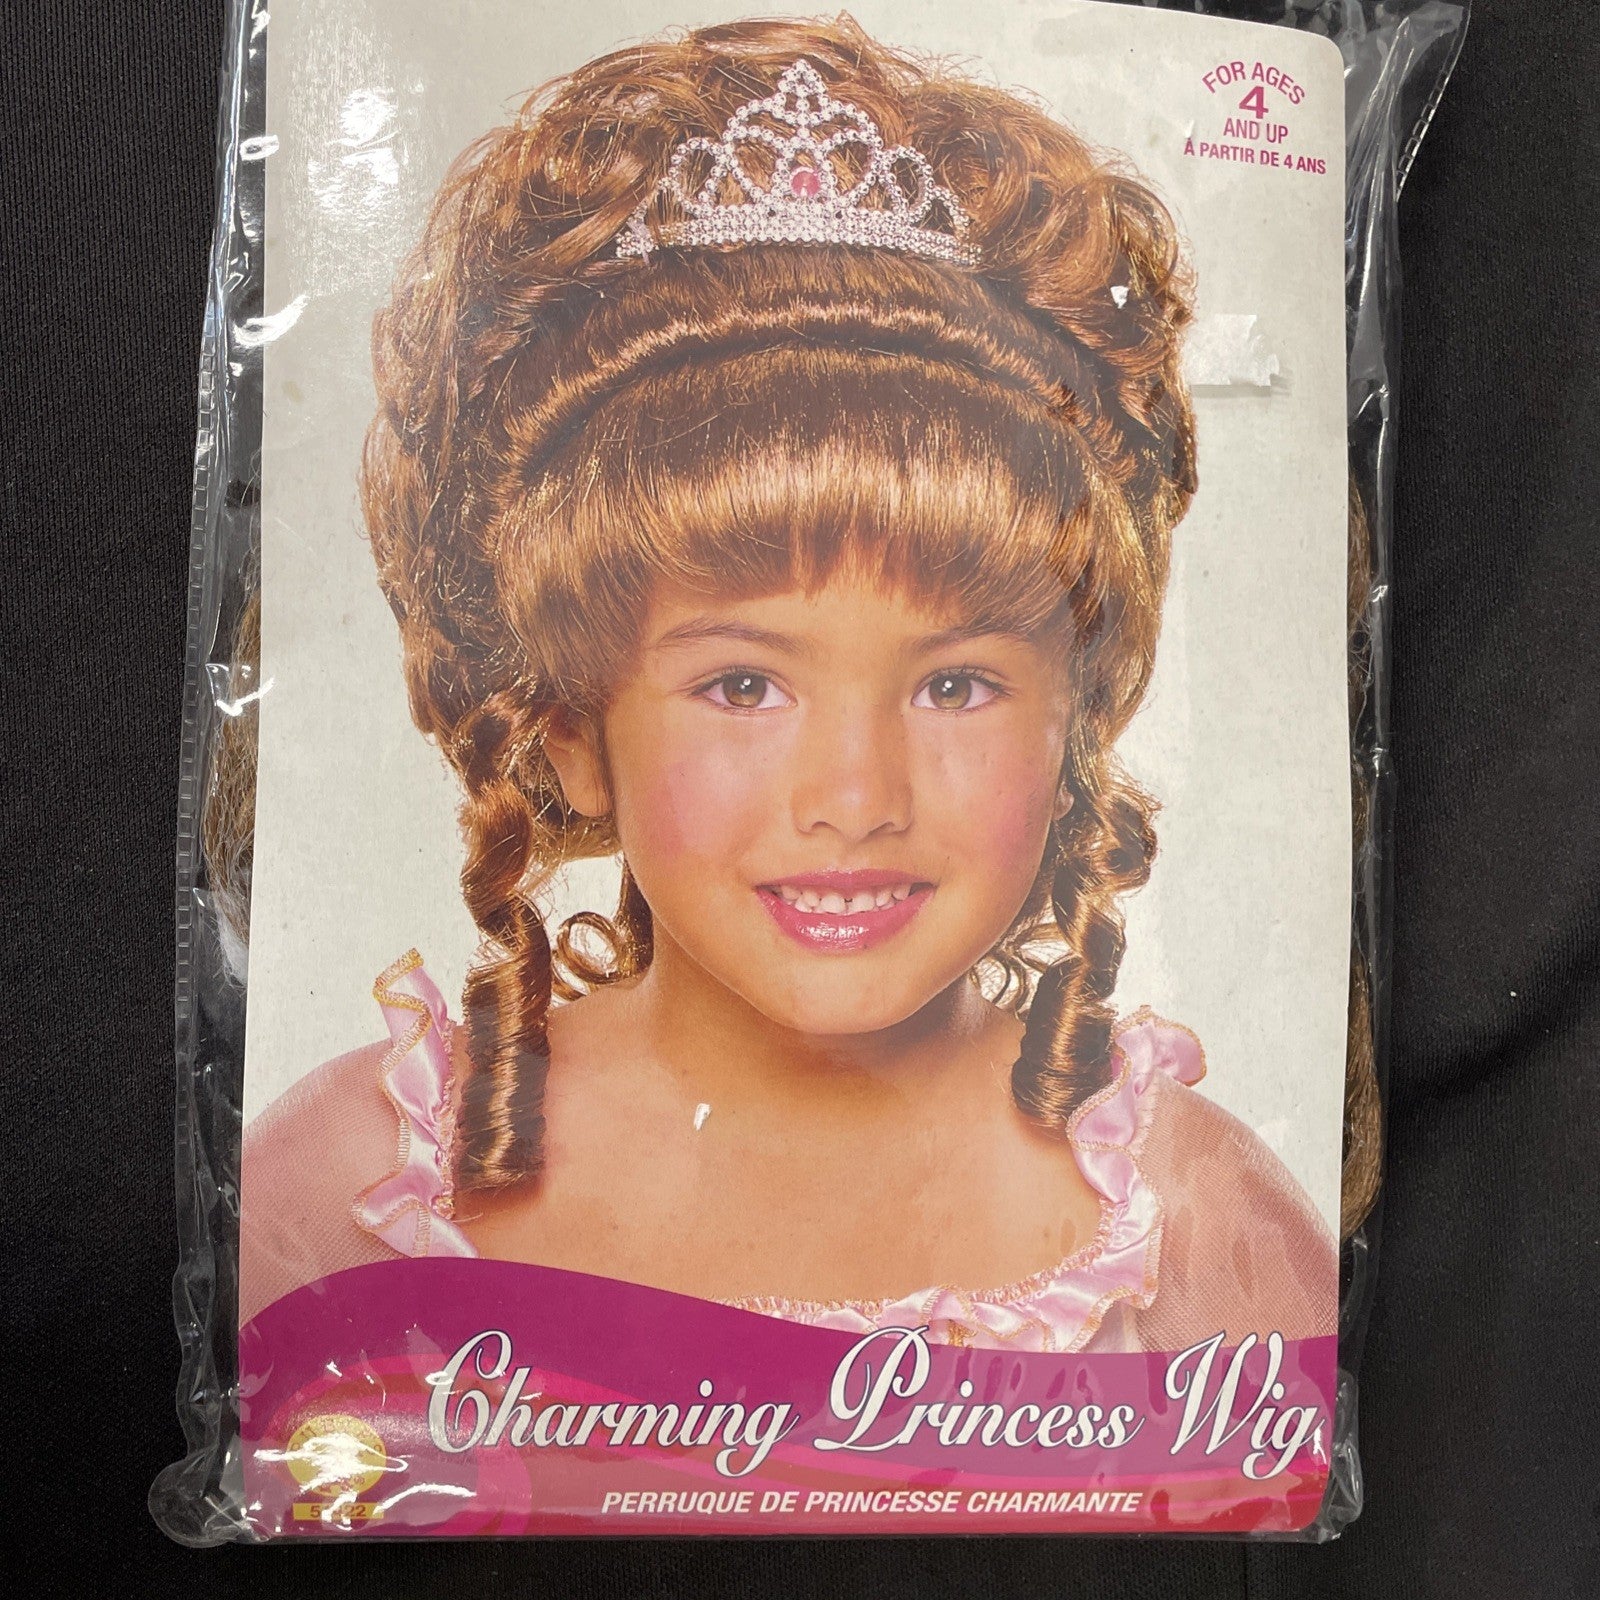 FOR AGES
4
AND UP
À PARTIR DE 4 ANS
Charming Princess Wig
PERRUQUE DE PRINCESSE CHARMANTE